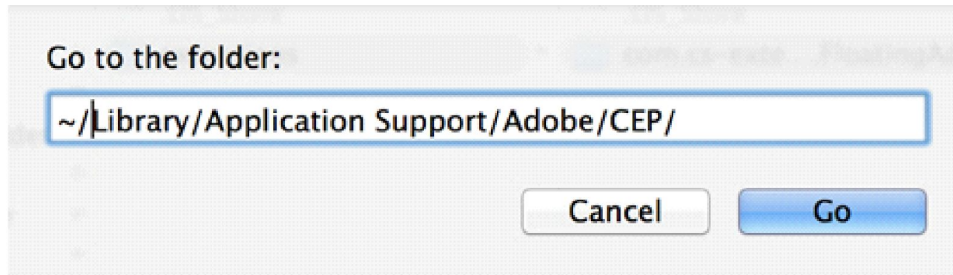 Go to the folder:
~/Library/Application Support/Adobe/CEP/
Cancel Go